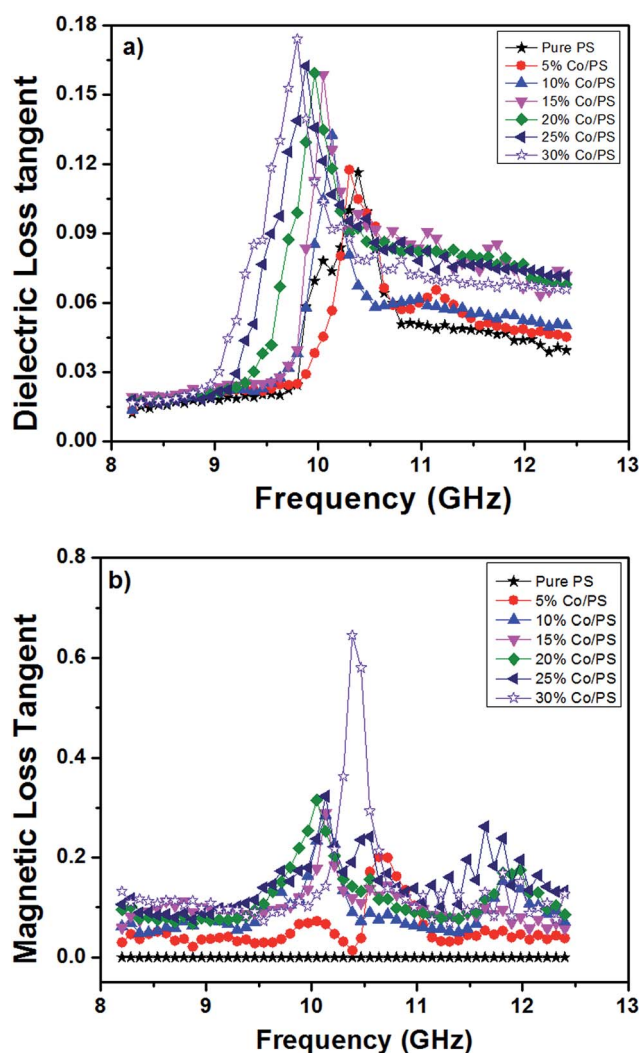 a)
Dielectric Loss tangent
0.18
0.15
0.12
0.09
0.06
0.03
0.00
Pure PS
5% Co/PS
10% Co/PS
15% Co/PS
20% Co/PS
25% Co/PS
30% Co/PS
8 9 10 11 12 13
Frequency (GHz)
b)
Magnetic Loss Tangent
0.8
0.6
0.4
0.2
0.0
Pure PS
5% Co/PS
10% Co/PS
15% Co/PS
20% Co/PS
25% Co/PS
30% Co/PS
8 9 10 11 12 13
Frequency (GHz)